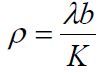 ρ = λb / K